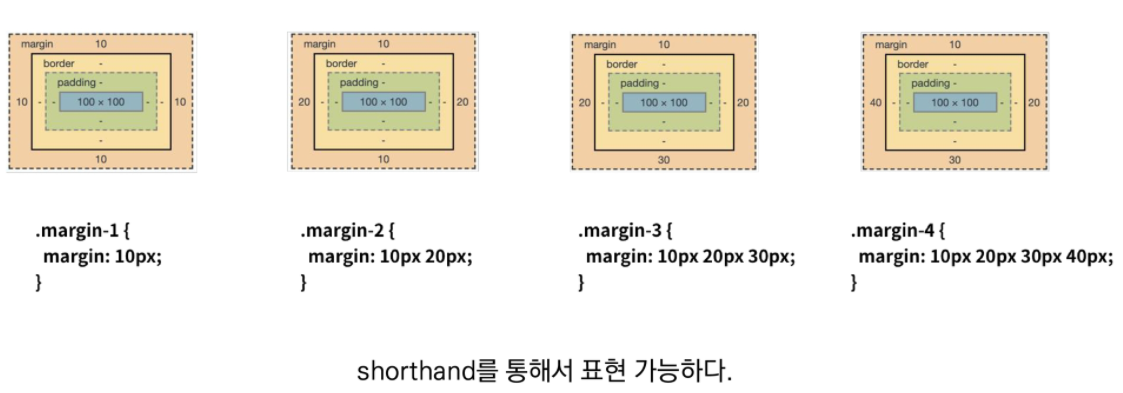 margin 10
border -
padding -
10 - - 100 × 100 - - 10
-
-
10
margin 10
border -
padding -
20 - - 100 × 100 - - 20
-
-
10
margin 10
border -
padding -
20 - - 100 × 100 - - 20
-
-
30
margin 10
border -
padding -
40 - - 100 × 100 - - 20
-
-
30
.margin-1 {
margin: 10px;
}
.margin-2 {
margin: 10px 20px;
}
.margin-3 {
margin: 10px 20px 30px;
}
.margin-4 {
margin: 10px 20px 30px 40px;
}
shorthand를 통해서 표현 가능하다.